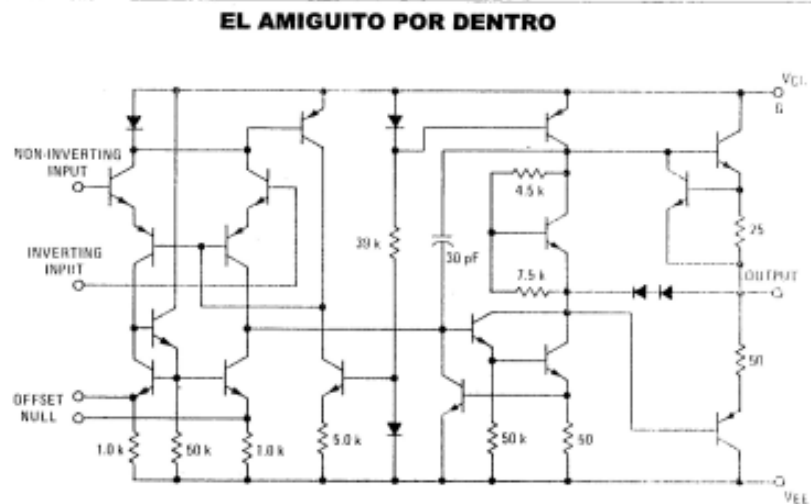 EL AMIGUITO POR DENTRO
VCC
6
NON-INVERTING
INPUT
4.5 k
25
39 k
30 pF
INVERTING
INPUT
7.5 k
OUTPUT
50
OFFSET
NULL
1.0 k
50 k
1.0 k
5.0 k
50 k
50
VEE